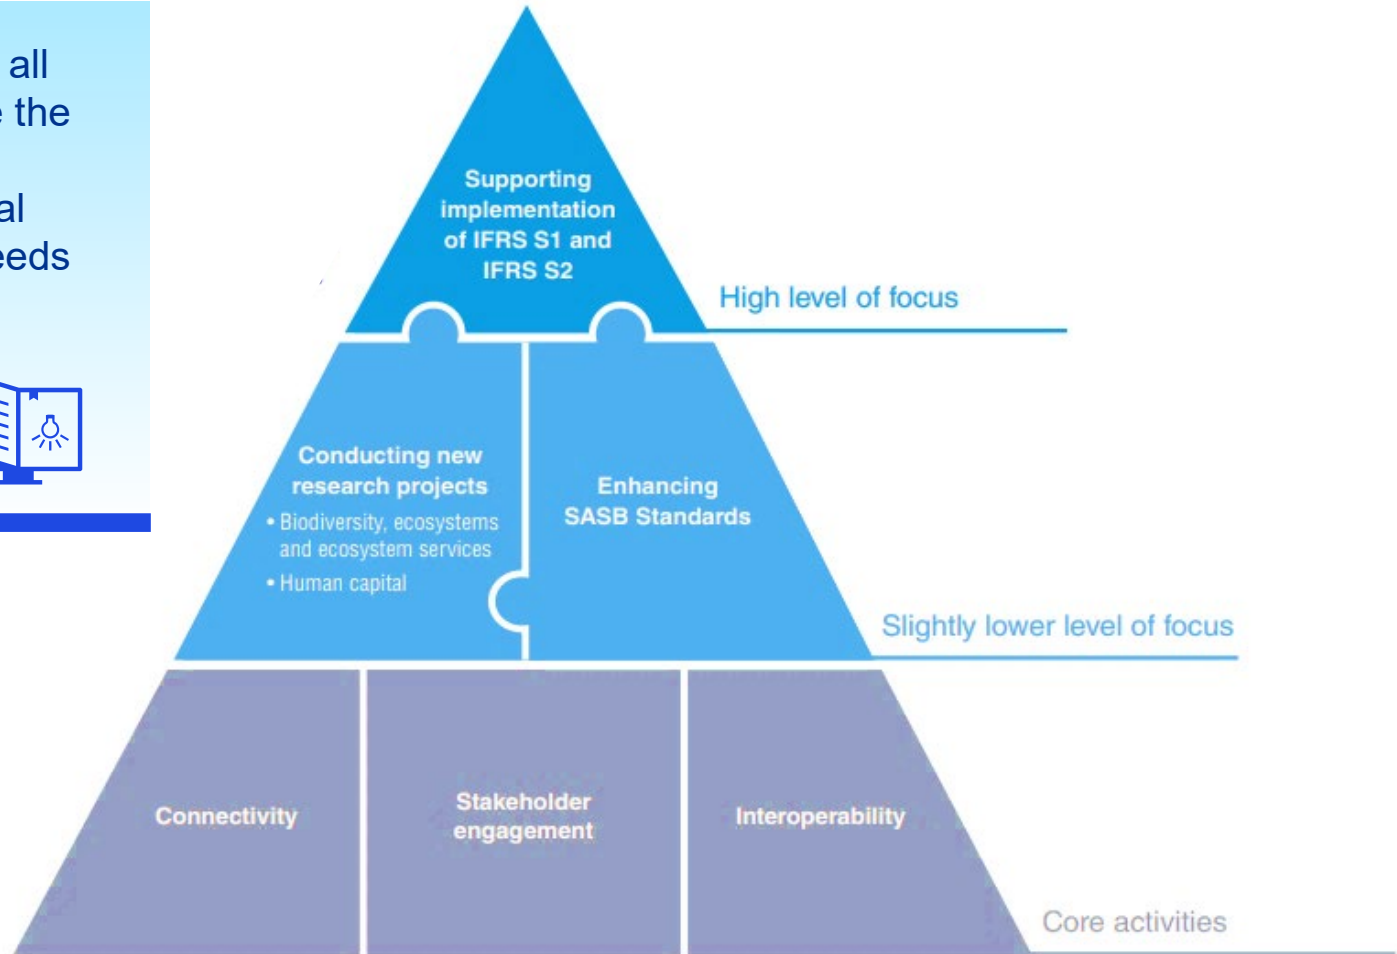 all
the
eeds
Supporting
implementation
of IFRS S1 and
IFRS S2
High level of focus
Conducting new
research projects
• Biodiversity, ecosystems
and ecosystem services
• Human capital
Enhancing
SASB Standards
Slightly lower level of focus
Connectivity
Stakeholder
engagement
Interoperability
Core activities